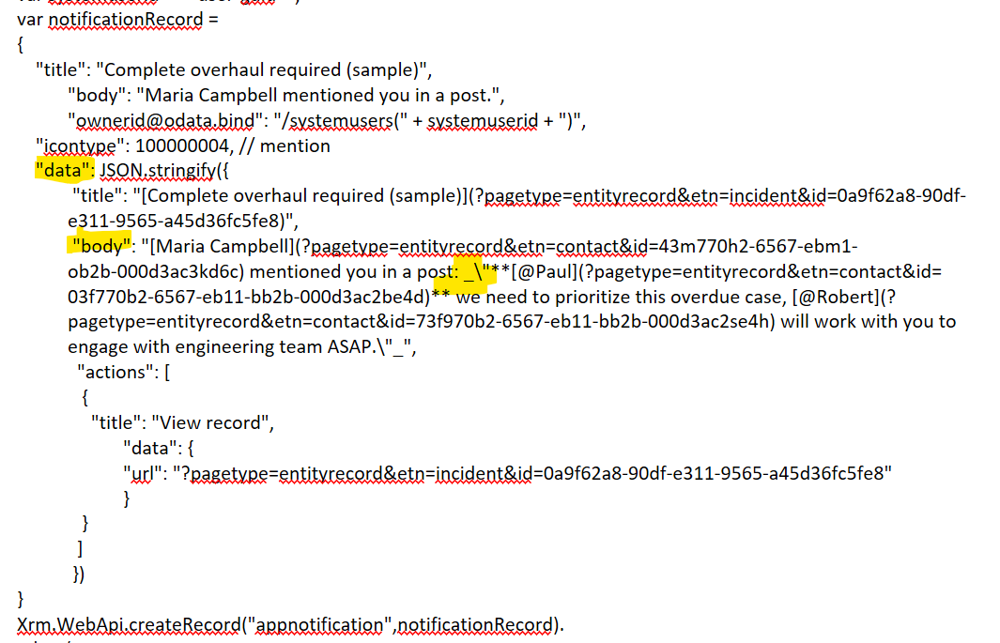 var notificationRecord =
{
"title": "Complete overhaul required (sample)",
"body": "Maria Campbell mentioned you in a post.",
"ownerid@odata.bind": "/systemusers(" + systemuserid + ")",
"icontype": 100000004, // mention
"data": JSON.stringify({
"title": "[Complete overhaul required (sample)](?pagetype=entityrecord&etn=incident&id=0a9f62a8-90df-
e311-9565-a45d36fc5fe8)",
"body": "[Maria Campbell](?pagetype=entityrecord&etn=contact&id=43m770h2-6567-ebm1-
ob2b-000d3ac3kd6c) mentioned you in a post: _\"**[@Paul](?pagetype=entityrecord&etn=contact&id=
03f770b2-6567-eb11-bb2b-000d3ac2be4d)** we need to prioritize this overdue case, [@Robert](?
pagetype=entityrecord&etn=contact&id=73f970b2-6567-eb11-bb2b-000d3ac2se4h) will work with you to
engage with engineering team ASAP.\"_",
"actions": [
{
"title": "View record",
"data": {
"url": "?pagetype=entityrecord&etn=incident&id=0a9f62a8-90df-e311-9565-a45d36fc5fe8"
}
}
]
})
}
Xrm.WebApi.createRecord("appnotification",notificationRecord).